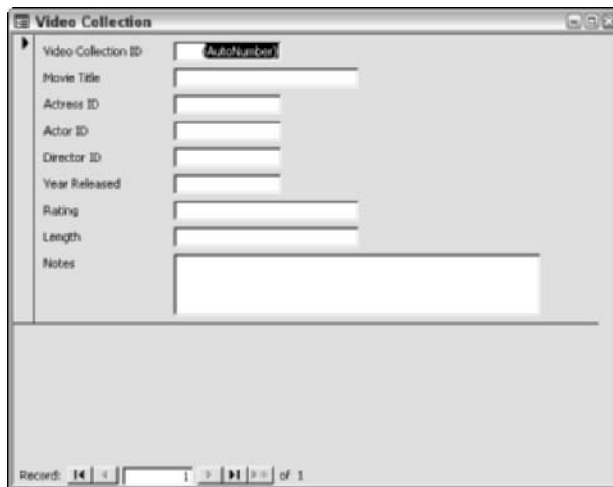 Video Collection
Video Collection ID (AutoNumber)
Movie Title
Actress ID
Actor ID
Director ID
Year Released
Rating
Length
Notes
Record: 1 of 1